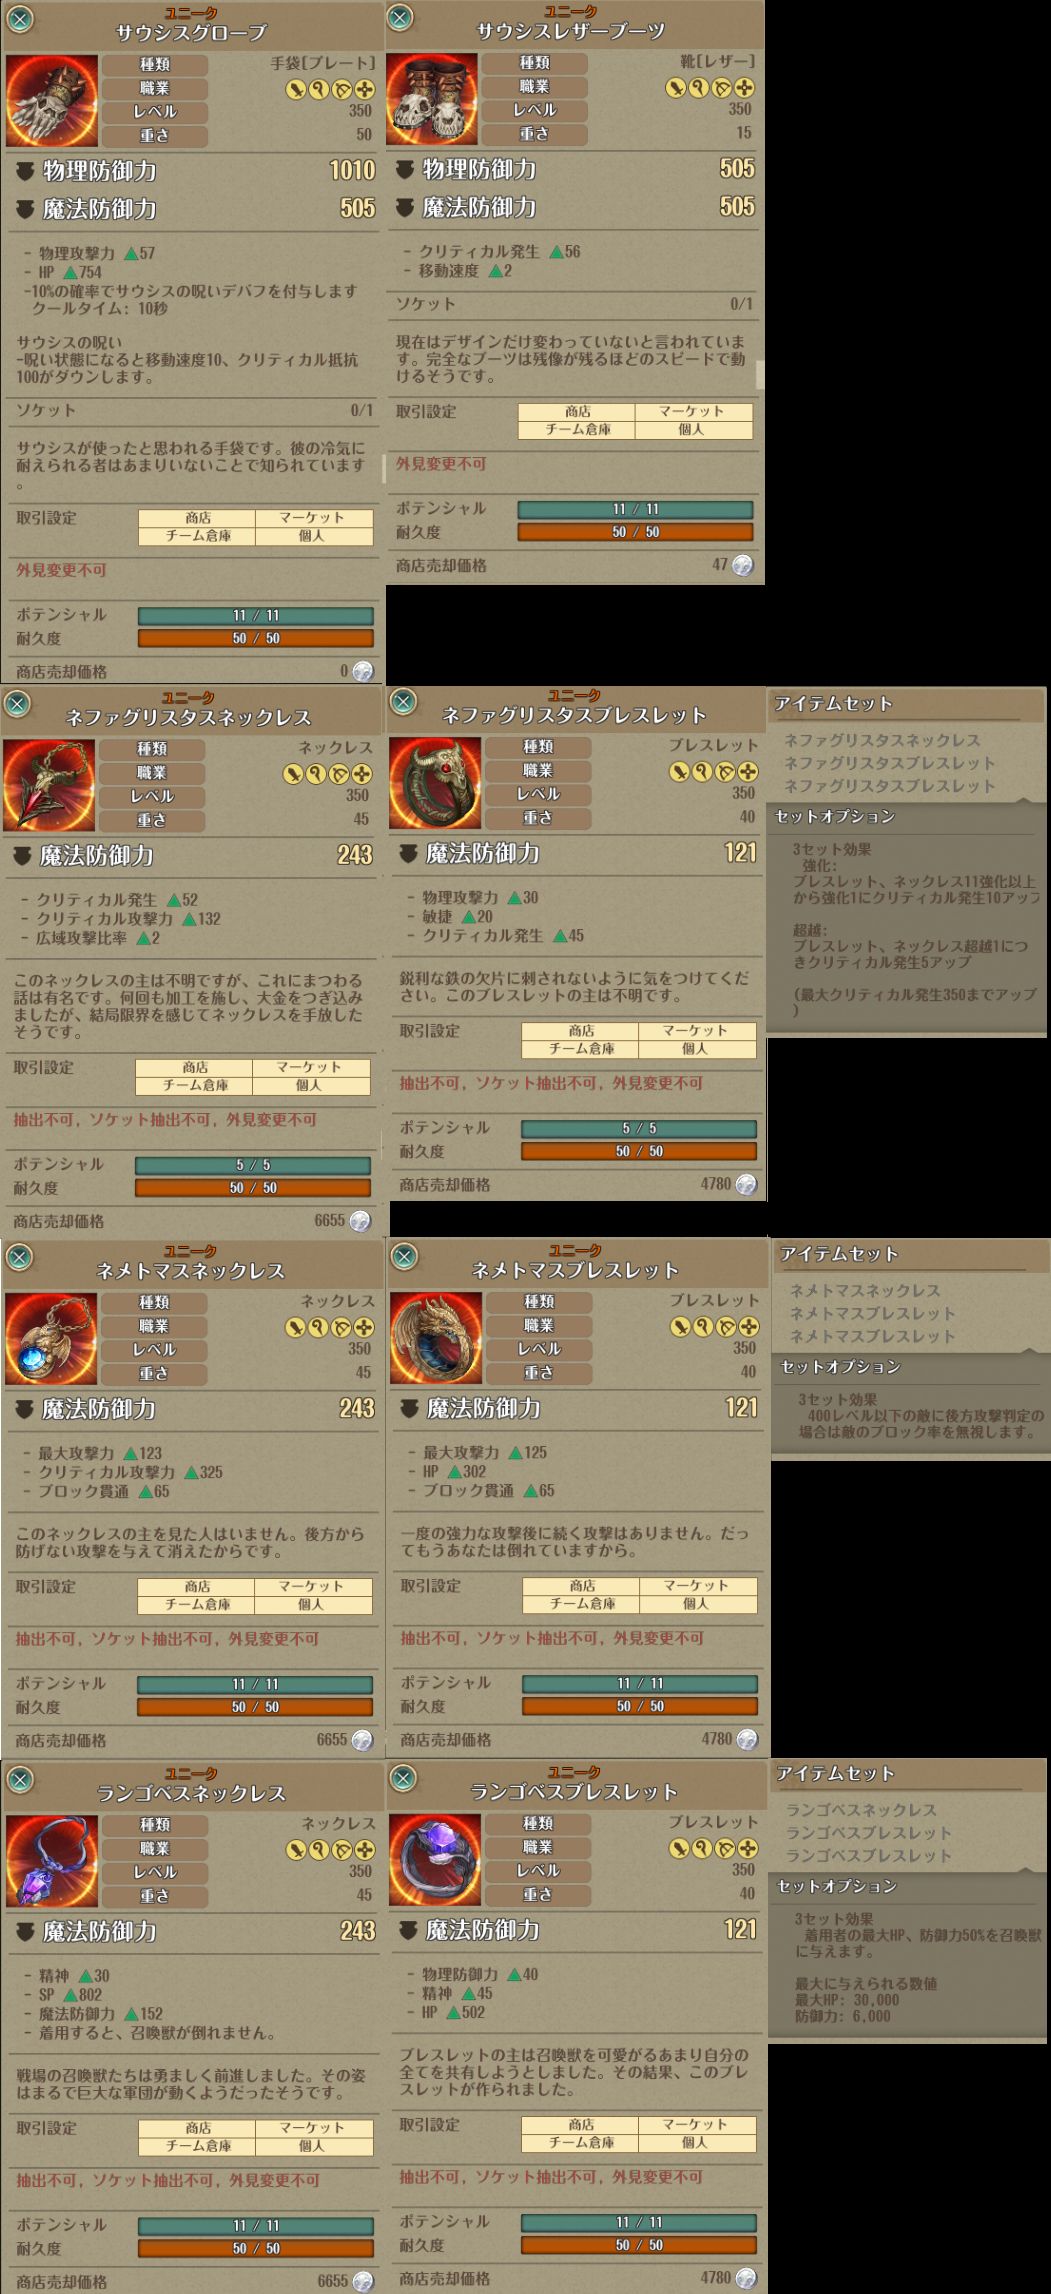 ユニーク
サウシスグローブ
種類 手袋[プレート]
職業
レベル 350
重さ 50
物理防御力 1010
魔法防御力 505
- 物理攻撃力 ▲57
- HP ▲754
-10%の確率でサウシスの呪いデバフを付与します
クールタイム: 10秒
サウシスの呪い
-呪い状態になると移動速度10、クリティカル抵抗
100がダウンします。
ソケット 0/1
サウシスが使ったと思われる手袋です。彼の冷気に
耐えられる者はあまりいないことで知られています
。
取引設定 商店 マーケット
チーム倉庫 個人
外見変更不可
ポテンシャル 11 / 11
耐久度 50 / 50
商店売却価格 0
ユニーク
サウシスレザーブーツ
種類 靴[レザー]
職業
レベル 350
重さ 15
物理防御力 505
魔法防御力 505
- クリティカル発生 ▲56
- 移動速度 ▲2
ソケット 0/1
現在はデザインだけ変わっていないと言われていま
す。完全なブーツは残像が残るほどのスピードで動
けるそうです。
取引設定 商店 マーケット
チーム倉庫 個人
外見変更不可
ポテンシャル 11 / 11
耐久度 50 / 50
商店売却価格 47
ユニーク
ネファグリスタスネックレス
種類 ネックレス
職業
レベル 350
重さ 45
魔法防御力 243
- クリティカル発生 ▲52
- クリティカル攻撃力 ▲132
- 広域攻撃比率 ▲2
このネックレスの主は不明ですが、これにまつわる
話は有名です。何回も加工を施し、大金をつぎ込み
ましたが、結局限界を感じてネックレスを手放した
そうです。
取引設定 商店 マーケット
チーム倉庫 個人
抽出不可, ソケット抽出不可, 外見変更不可
ポテンシャル 5 / 5
耐久度 50 / 50
商店売却価格 6655
ユニーク
ネファグリスタスブレスレット
種類 ブレスレット
職業
レベル 350
重さ 40
魔法防御力 121
- 物理攻撃力 ▲30
- 敏捷 ▲20
- クリティカル発生 ▲45
鋭利な鉄の欠片に刺されないように気をつけてくだ
さい。このブレスレットの主は不明です。
取引設定 商店 マーケット
チーム倉庫 個人
抽出不可, ソケット抽出不可, 外見変更不可
ポテンシャル 5 / 5
耐久度 50 / 50
商店売却価格 4780
アイテムセット
ネファグリスタスネックレス
ネファグリスタスブレスレット
ネファグリスタスブレスレット
セットオプション
3セット効果
強化:
ブレスレット、ネックレス11強化以上
から強化1にクリティカル発生10アップ
超越:
ブレスレット、ネックレス超越1につ
きクリティカル発生5アップ
(最大クリティカル発生350までアップ
)
ユニーク
ネメトマスネックレス
種類 ネックレス
職業
レベル 350
重さ 45
魔法防御力 243
- 最大攻撃力 ▲123
- クリティカル攻撃力 ▲325
- ブロック貫通 ▲65
このネックレスの主を見た人はいません。後方から
防げない攻撃を与えて消えたからです。
取引設定 商店 マーケット
チーム倉庫 個人
抽出不可, ソケット抽出不可, 外見変更不可
ポテンシャル 11 / 11
耐久度 50 / 50
商店売却価格 6655
ユニーク
ネメトマスブレスレット
種類 ブレスレット
職業
レベル 350
重さ 40
魔法防御力 121
- 最大攻撃力 ▲125
- HP ▲302
- ブロック貫通 ▲65
一度の強力な攻撃後に続く攻撃はありません。だっ
てもうあなたは倒れていますから。
取引設定 商店 マーケット
チーム倉庫 個人
抽出不可, ソケット抽出不可, 外見変更不可
ポテンシャル 11 / 11
耐久度 50 / 50
商店売却価格 4780
アイテムセット
ネメトマスネックレス
ネメトマスブレスレット
ネメトマスブレスレット
セットオプション
3セット効果
400レベル以下の敵に後方攻撃判定の
場合は敵のブロック率を無視します。
ユニーク
ランゴベスネックレス
種類 ネックレス
職業
レベル 350
重さ 45
魔法防御力 243
- 精神 ▲30
- SP ▲802
- 魔法防御力 ▲152
- 着用すると、召喚獣が倒れません。
戦場の召喚獣たちは勇ましく前進しました。その姿
はまるで巨大な軍団が動くようだったそうです。
取引設定 商店 マーケット
チーム倉庫 個人
抽出不可, ソケット抽出不可, 外見変更不可
ポテンシャル 11 / 11
耐久度 50 / 50
商店売却価格 6655
ユニーク
ランゴベスブレスレット
種類 ブレスレット
職業
レベル 350
重さ 40
魔法防御力 121
- 物理防御力 ▲40
- 精神 ▲45
- HP ▲502
ブレスレットの主は召喚獣を可愛がるあまり自分の
全てを共有しようとしました。その結果、このブレ
スレットが作られました。
取引設定 商店 マーケット
チーム倉庫 個人
抽出不可, ソケット抽出不可, 外見変更不可
ポテンシャル 11 / 11
耐久度 50 / 50
商店売却価格 4780
アイテムセット
ランゴベスネックレス
ランゴベスブレスレット
ランゴベスブレスレット
セットオプション
3セット効果
着用者の最大HP、防御力50%を召喚獣
に与えます。
最大に与えられる数値
最大HP: 30,000
防御力: 6,000